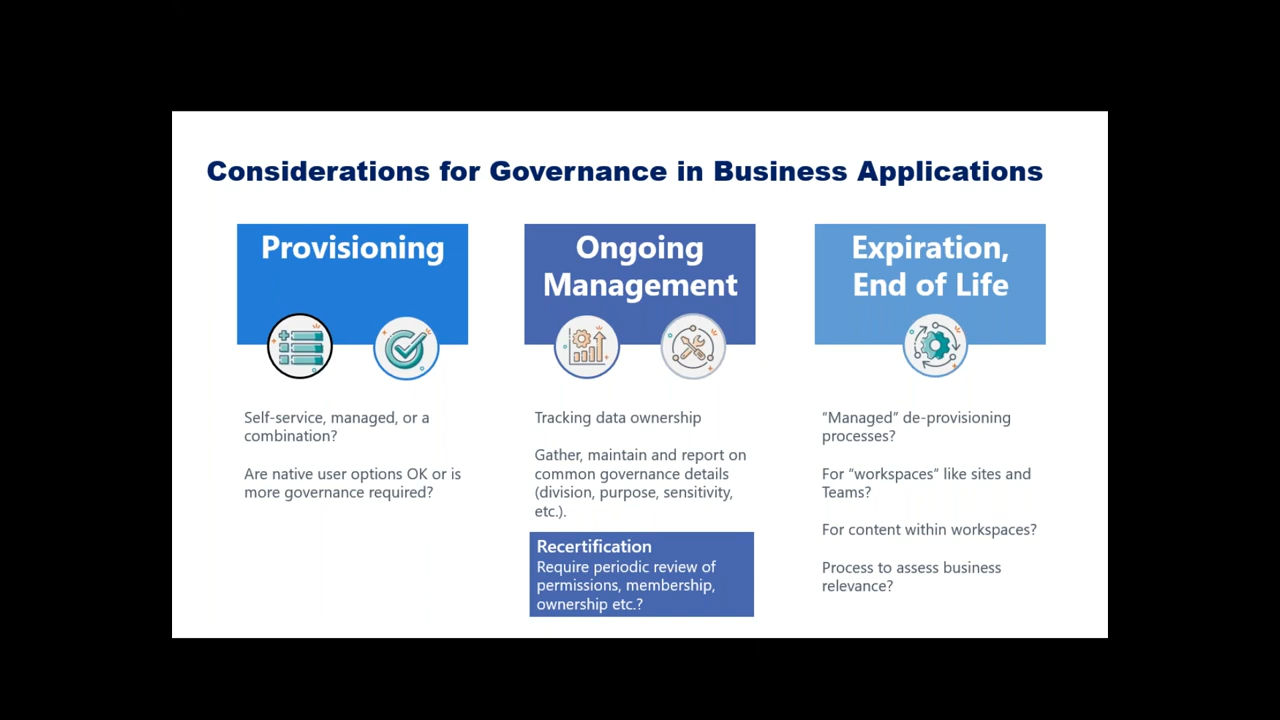 Considerations for Governance in Business Applications
Provisioning
Self-service, managed, or a
combination?
Are native user options OK or is
more governance required?
Ongoing
Management
Tracking data ownership
Gather, maintain and report on
common governance details
(division, purpose, sensitivity,
etc.).
Recertification
Require periodic review of
permissions, membership,
ownership etc.?
Expiration,
End of Life
“Managed” de-provisioning
processes?
For “workspaces” like sites and
Teams?
For content within workspaces?
Process to assess business
relevance?